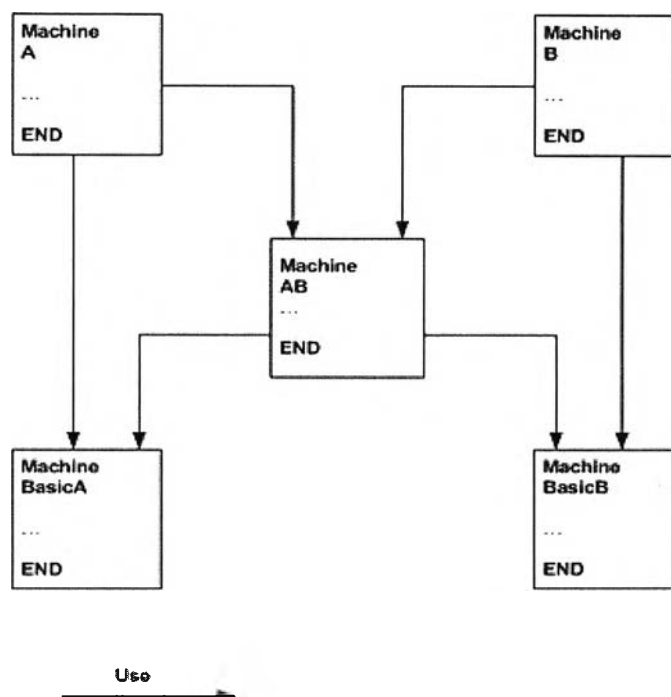 Machine
A
...
END
Machine
B
...
END
Machine
AB
...
END
Machine
BasicA
...
END
Machine
BasicB
...
END
Use